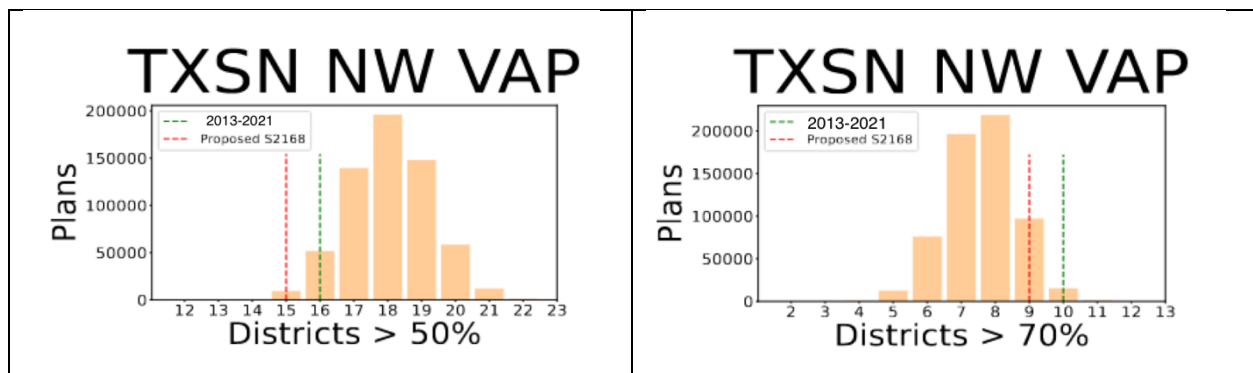 TXSN NW VAP
200000
150000
100000
50000
0
Plans
2013-2021
Proposed S2168
12 13 14 15 16 17 18 19 20 21 22 23
Districts > 50%
TXSN NW VAP
200000
150000
100000
50000
0
Plans
2013-2021
Proposed S2168
2 3 4 5 6 7 8 9 10 11 12 13
Districts > 70%